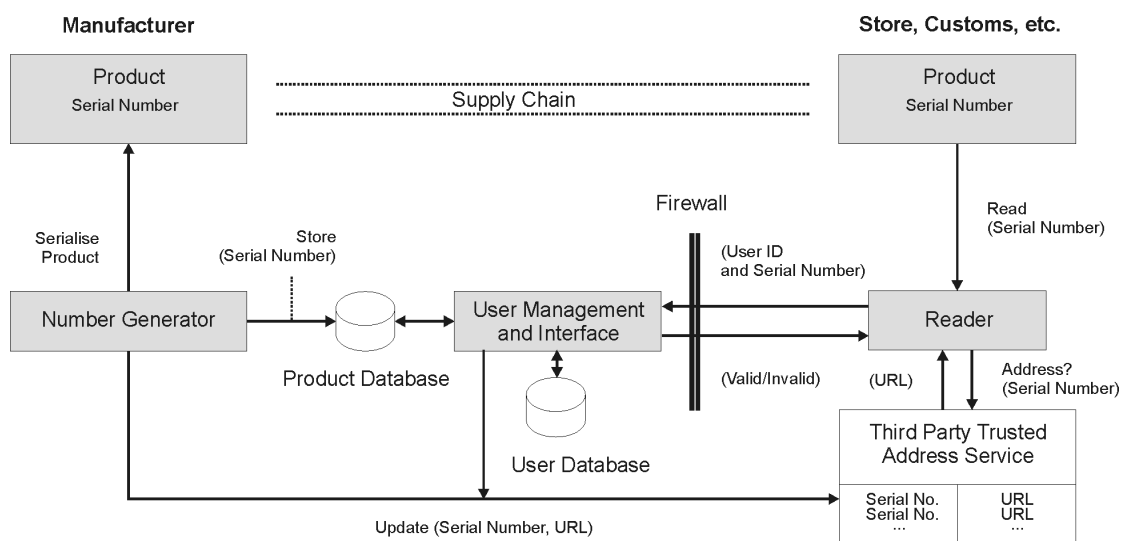 Manufacturer
Store, Customs, etc.
Product
Serial Number
Supply Chain
Product
Serial Number
Firewall
Read
(Serial Number)
Serialise
Product
Store
(Serial Number)
(User ID
and Serial Number)
Number Generator
User Management
and Interface
Reader
Product Database
(Valid/Invalid)
(URL)
Address?
(Serial Number)
User Database
Third Party Trusted
Address Service
Serial No.
URL
Serial No.
URL
...
...
Update (Serial Number, URL)